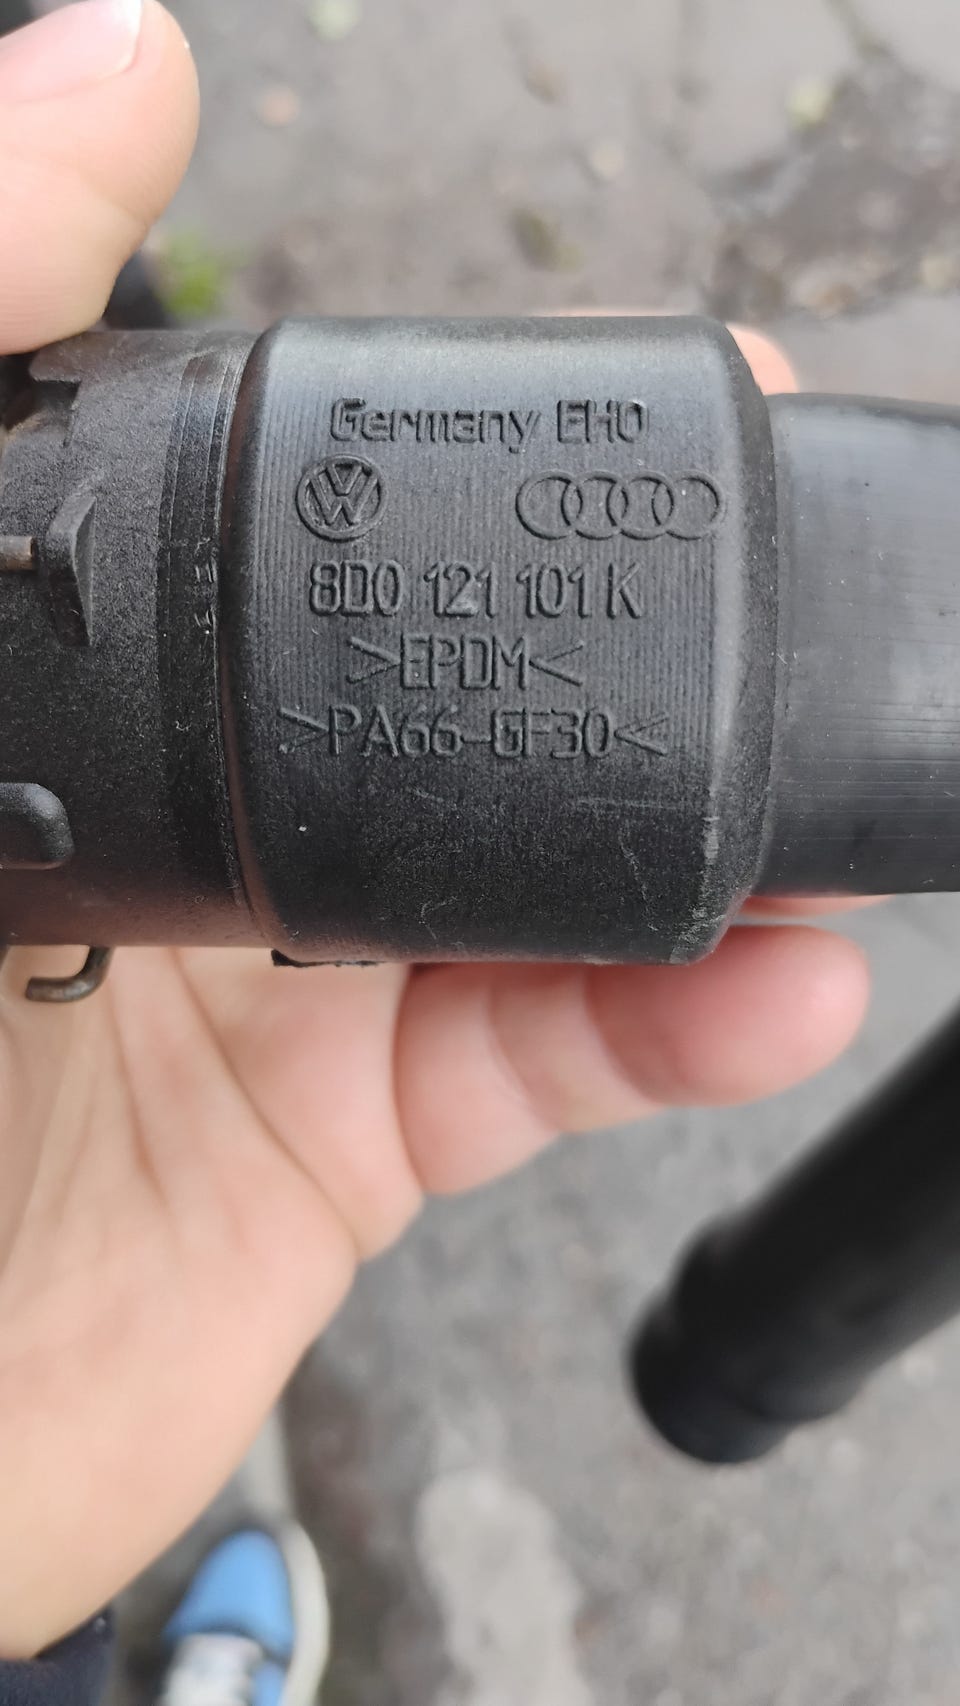 Germany EHO
8D0 121 101 K
>EPDM<
>PA66-GF30<